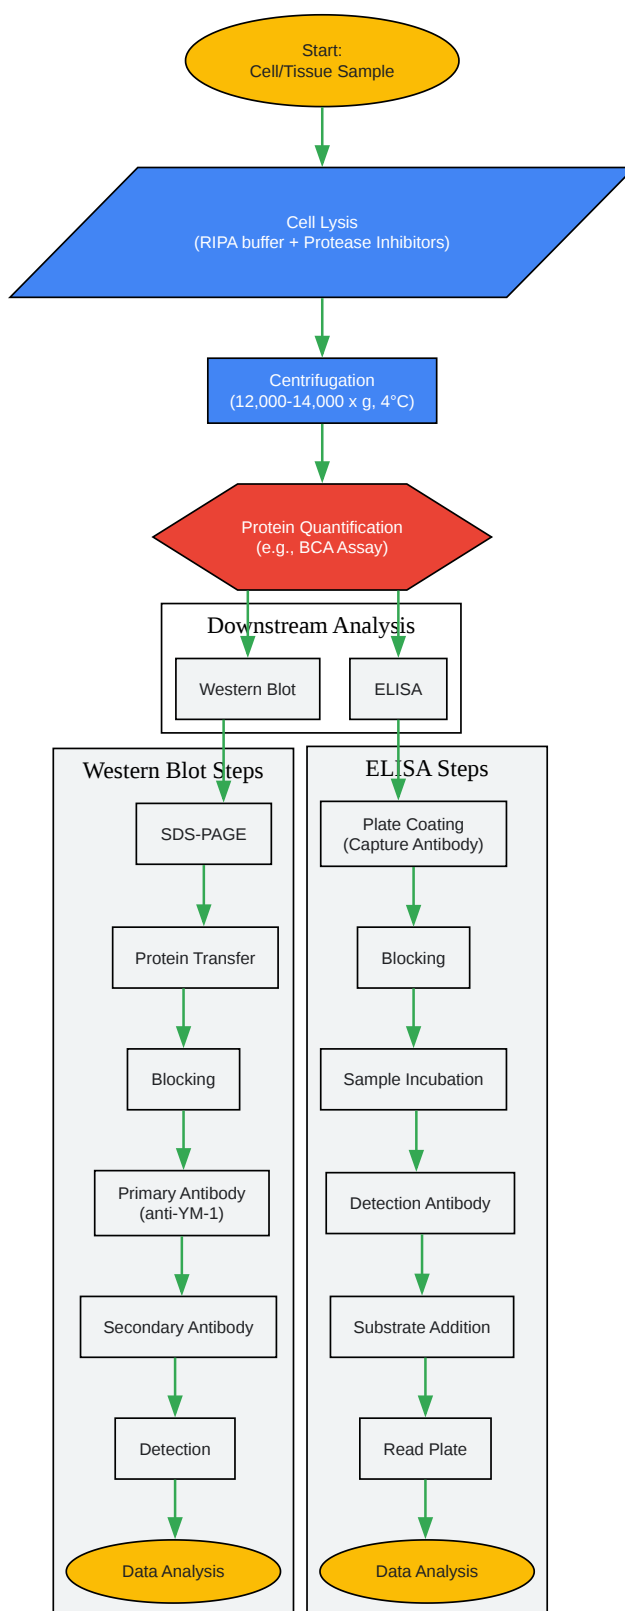 Start:
Cell/Tissue Sample
Cell Lysis
(RIPA buffer + Protease Inhibitors)
Centrifugation
(12,000-14,000 x g, 4°C)
Protein Quantification
(e.g., BCA Assay)
Downstream Analysis
Western Blot
ELISA
Western Blot Steps
SDS-PAGE
Protein Transfer
Blocking
Primary Antibody
(anti-YM-1)
Secondary Antibody
Detection
Data Analysis
ELISA Steps
Plate Coating
(Capture Antibody)
Blocking
Sample Incubation
Detection Antibody
Substrate Addition
Read Plate
Data Analysis